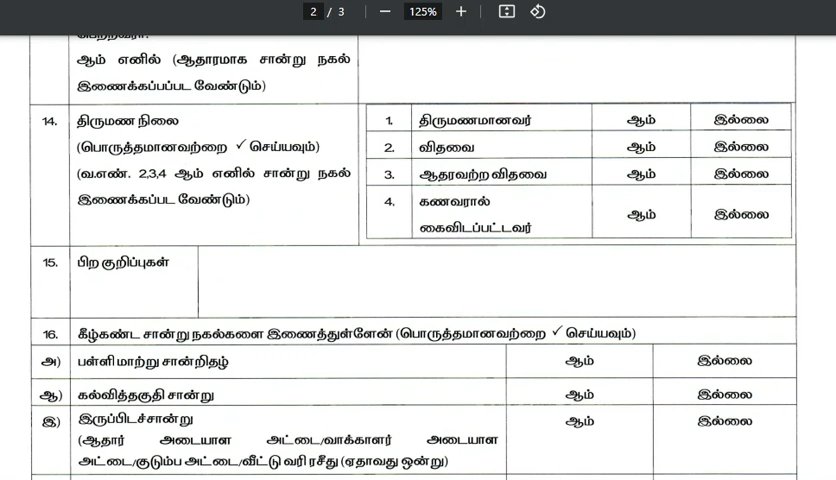 2 / 3 125%
பெற்றவரா?
ஆம் எனில் (ஆதாரமாக சான்று நகல்
இணைக்கப்பப்பட வேண்டும்)
14. திருமண நிலை
(பொருத்தமானவற்றை ✓ செய்யவும்)
(வ.எண். 2,3,4 ஆம் எனில் சான்று நகல்
இணைக்கப்பட வேண்டும்)
1. திருமணமானவர் ஆம் இல்லை
2. விதவை ஆம் இல்லை
3. ஆதரவற்ற விதவை ஆம் இல்லை
4. கணவரால்
கைவிடப்பட்டவர் ஆம் இல்லை
15. பிற குறிப்புகள்
16. கீழ்கண்ட சான்று நகல்களை இணைத்துள்ளேன் (பொருத்தமானவற்றை ✓ செய்யவும்)
அ) பள்ளி மாற்று சான்றிதழ் ஆம் இல்லை
ஆ) கல்வித்தகுதி சான்று ஆம் இல்லை
இ) இருப்பிடச்சான்று ஆம் இல்லை
(ஆதார் அடையாள அட்டை/வாக்காளர் அடையாள
அட்டை/குடும்ப அட்டை/வீட்டு வரி ரசீது (ஏதாவது ஒன்று)